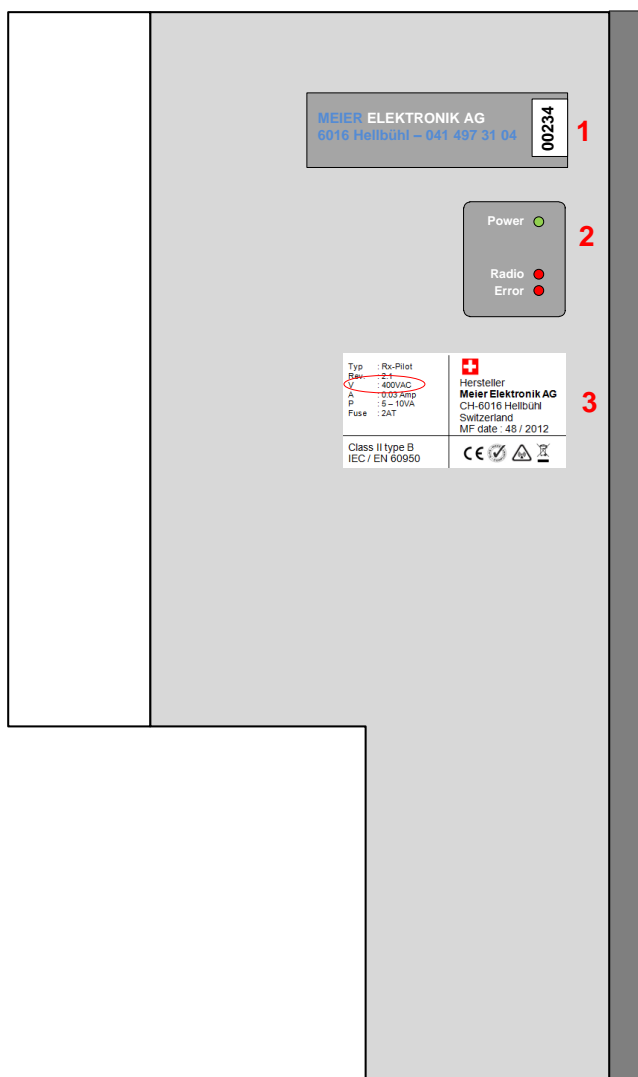 MEIER ELEKTRONIK AG
6016 Hellbühl – 041 497 31 04
00234
1
Power
2
Radio
Error
Typ : Rx-Pilot
Rev. : 2.1
V : 400VAC
A : 0.03 Amp
P : 5 – 10VA
Fuse : 2AT
Hersteller
Meier Elektronik AG
CH-6016 Hellbühl
Switzerland
MF date : 48 / 2012
3
Class II type B
IEC / EN 60950
CE